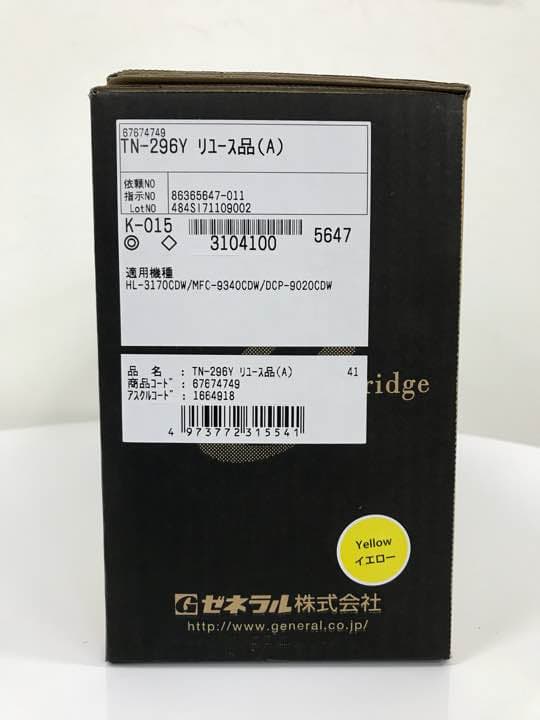 67674749
TN-296Y ﾘﾕｰｽ品(A)
依頼NO
指示NO 86365647-011
LotNO 484SI71109002
K-015
◎ ◇ 3104100 5647
適用機種
HL-3170CDW/MFC-9340CDW/DCP-9020CDW
品 名 : TN-296Y ﾘﾕｰｽ品(A) 41
商品ｺｰﾄﾞ : 67674749
ｱｽｸﾙｺｰﾄﾞ : 1664918
4 973772 315541
ridge
Yellow
イエロー
G ゼネラル株式会社
http://www.general.co.jp/